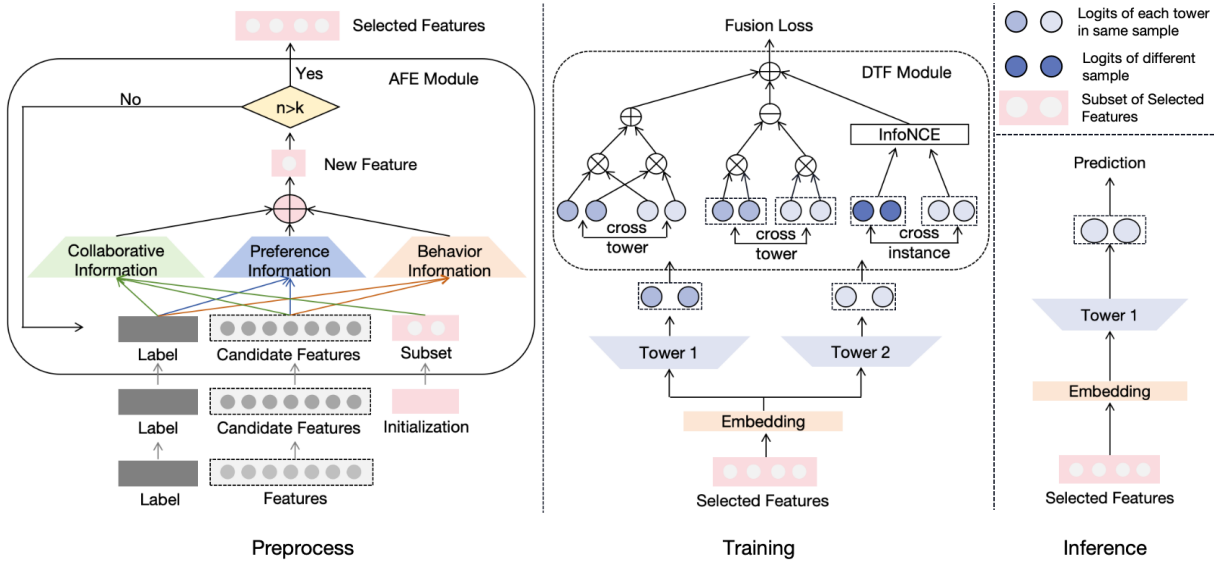 Selected Features
AFE Module
Yes
No
n>k
New Feature
Collaborative
Information
Preference
Information
Behavior
Information
Label
Candidate Features
Subset
Label
Candidate Features
Initialization
Label
Features
Preprocess
Fusion Loss
DTF Module
InfoNCE
cross
tower
cross
tower
cross
instance
Tower 1
Tower 2
Embedding
Selected Features
Training
Logits of each tower
in same sample
Logits of different
sample
Subset of Selected
Features
Prediction
Tower 1
Embedding
Selected Features
Inference